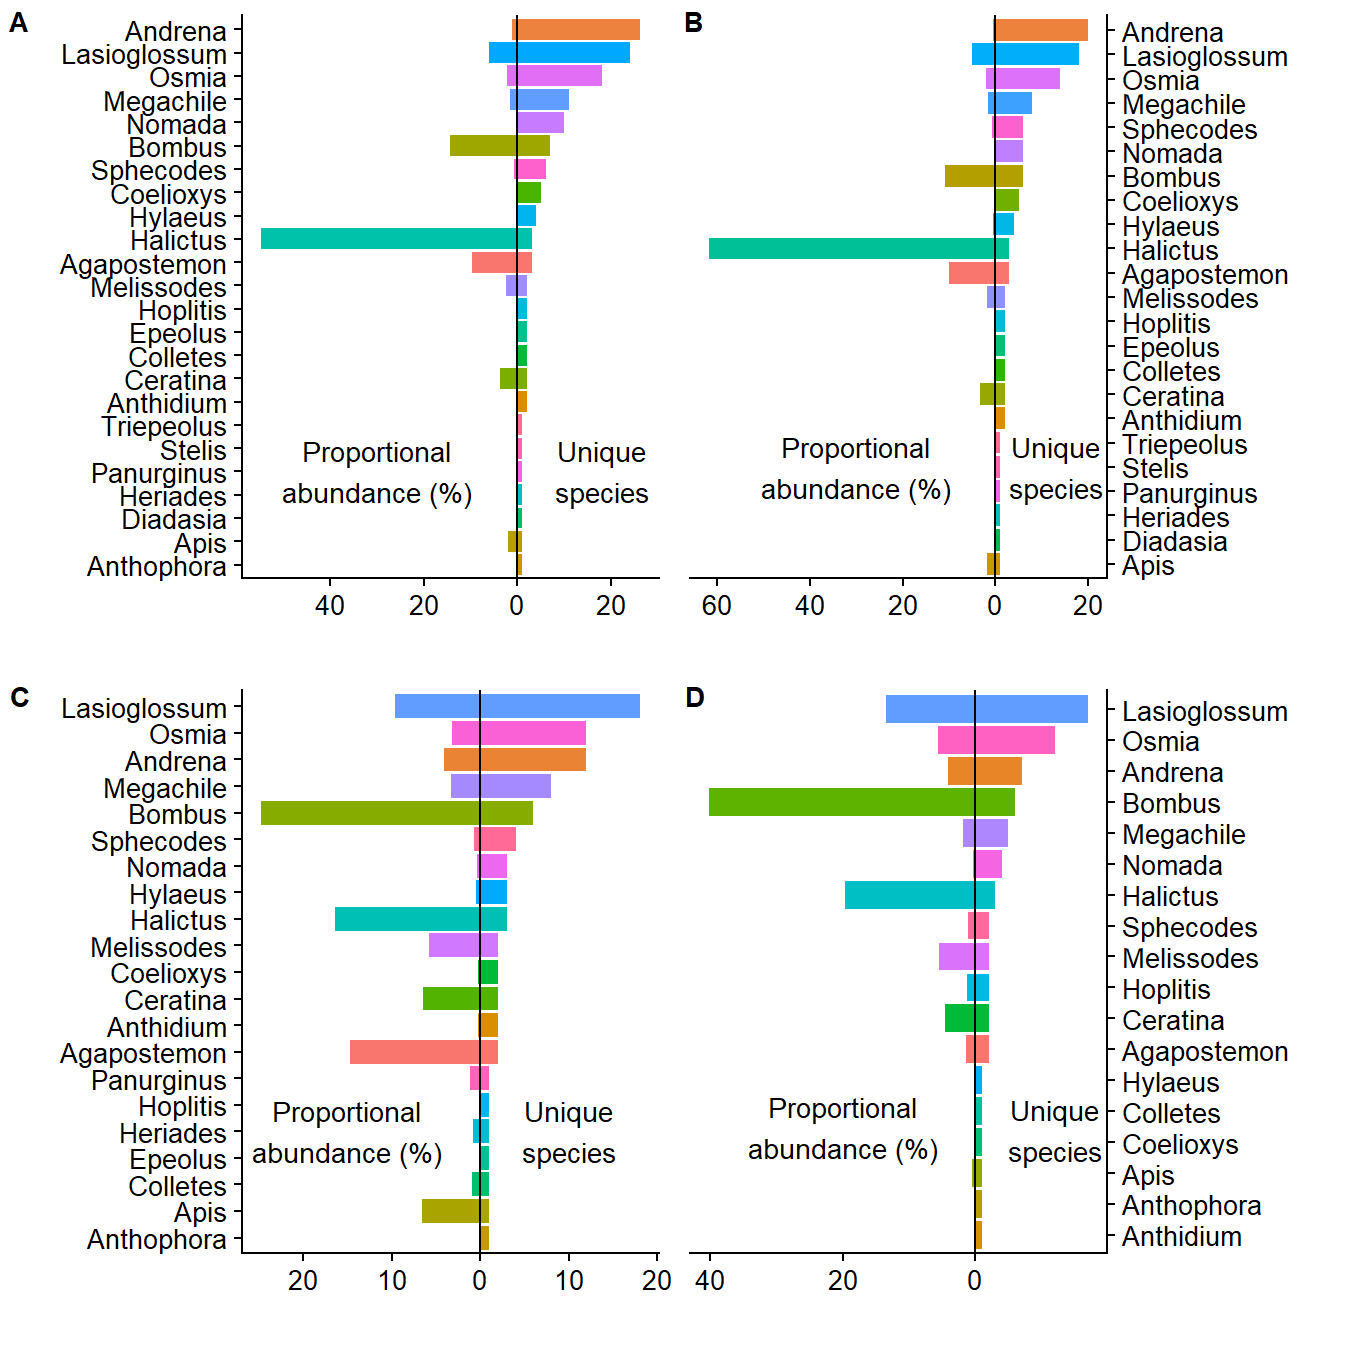 A
Andrena
Lasioglossum
Osmia
Megachile
Nomada
Bombus
Sphecodes
Coelioxys
Hylaeus
Halictus
Agapostemon
Melissodes
Hoplitis
Epeolus
Colletes
Ceratina
Anthidium
Triepeolus
Stelis
Panurginus
Heriades
Diadasia
Apis
Anthophora
Proportional
abundance (%)
Unique
species
40 20 0 20
B
Andrena
Lasioglossum
Osmia
Megachile
Sphecodes
Nomada
Bombus
Coelioxys
Hylaeus
Halictus
Agapostemon
Melissodes
Hoplitis
Epeolus
Colletes
Ceratina
Anthidium
Triepeolus
Stelis
Panurginus
Heriades
Diadasia
Apis
Proportional
abundance (%)
Unique
species
60 40 20 0 20
C
Lasioglossum
Osmia
Andrena
Megachile
Bombus
Sphecodes
Nomada
Hylaeus
Halictus
Melissodes
Coelioxys
Ceratina
Anthidium
Agapostemon
Panurginus
Hoplitis
Heriades
Epeolus
Colletes
Apis
Anthophora
Proportional
abundance (%)
Unique
species
20 10 0 10 20
D
Lasioglossum
Osmia
Andrena
Bombus
Megachile
Nomada
Halictus
Sphecodes
Melissodes
Hoplitis
Ceratina
Agapostemon
Hylaeus
Colletes
Coelioxys
Apis
Anthophora
Anthidium
Proportional
abundance (%)
Unique
species
40 20 0